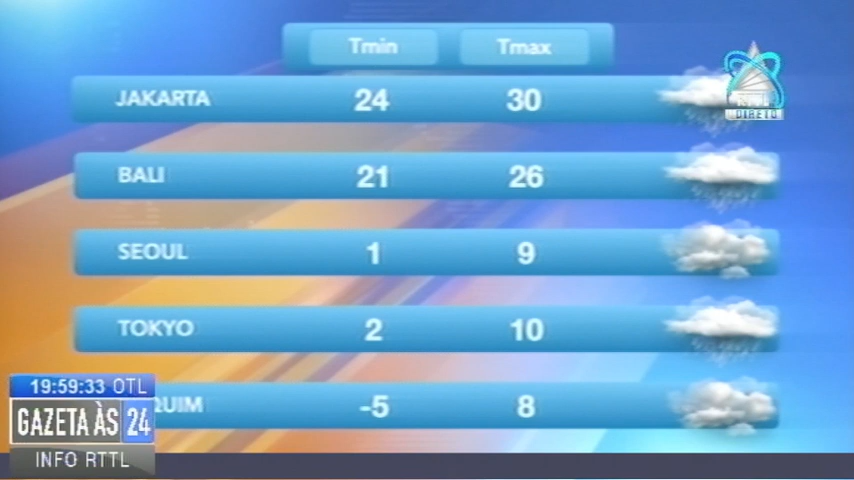 Tmin Tmax
JAKARTA 24 30
BALI 21 26
SEOUL 1 9
TOKYO 2 10
QUIM -5 8
RTTL
DIRETO
19:59:33 OTL
GAZETA ÀS 24
INFO RTTL